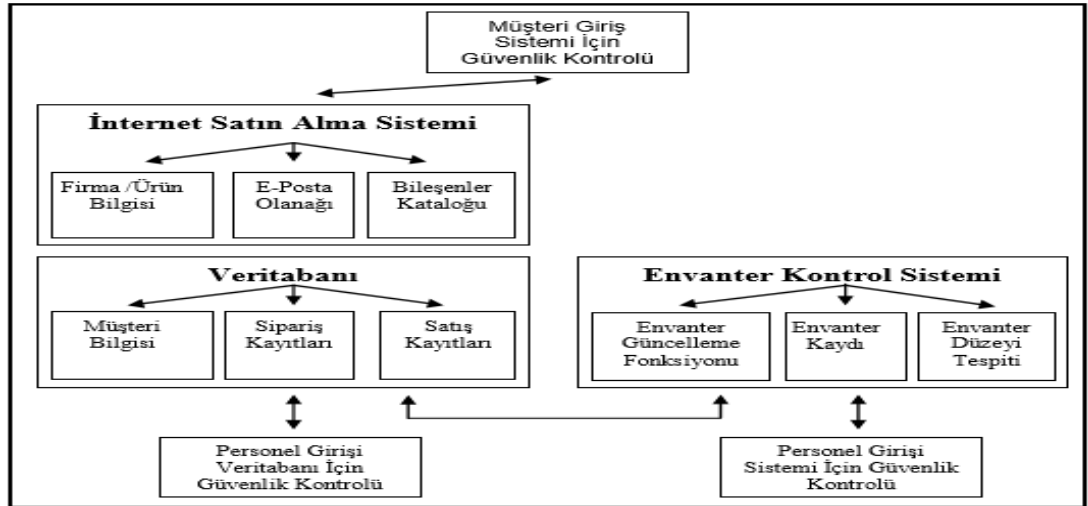 Müşteri Giriş
Sistemi İçin
Güvenlik Kontrolü
İnternet Satın Alma Sistemi
Firma /Ürün
Bilgisi
E-Posta
Olanağı
Bileşenler
Kataloğu
Veritabanı
Müşteri
Bilgisi
Sipariş
Kayıtları
Satış
Kayıtları
Envanter Kontrol Sistemi
Envanter
Güncelleme
Fonksiyonu
Envanter
Kaydı
Envanter
Düzeyi
Tespiti
Personel Girişi
Veritabanı İçin
Güvenlik Kontrolü
Personel Girişi
Sistemi İçin Güvenlik
Kontrolü